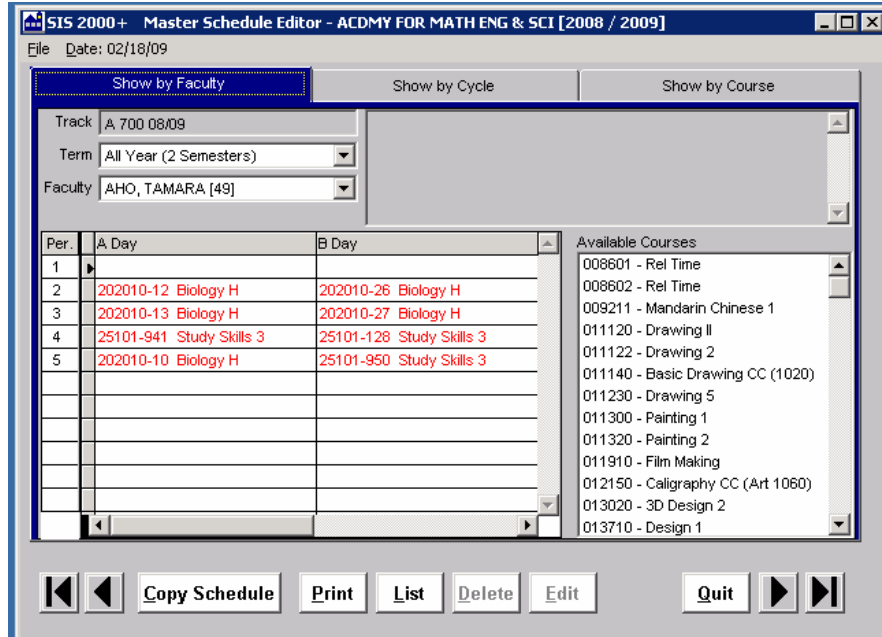 SIS 2000+ Master Schedule Editor - ACDMY FOR MATH ENG & SCI [2008 / 2009]
File Date: 02/18/09
Show by Faculty Show by Cycle Show by Course
Track A 700 08/09
Term All Year (2 Semesters)
Faculty AHO, TAMARA [49]
Per. A Day B Day
1
2 202010-12 Biology H 202010-26 Biology H
3 202010-13 Biology H 202010-27 Biology H
4 25101-941 Study Skills 3 25101-128 Study Skills 3
5 202010-10 Biology H 25101-950 Study Skills 3
Available Courses
008601 - Rel Time
008602 - Rel Time
009211 - Mandarin Chinese 1
011120 - Drawing II
011122 - Drawing 2
011140 - Basic Drawing CC (1020)
011230 - Drawing 5
011300 - Painting 1
011320 - Painting 2
011910 - Film Making
012150 - Caligraphy CC (Art 1060)
013020 - 3D Design 2
013710 - Design 1
Copy Schedule Print List Delete Edit Quit